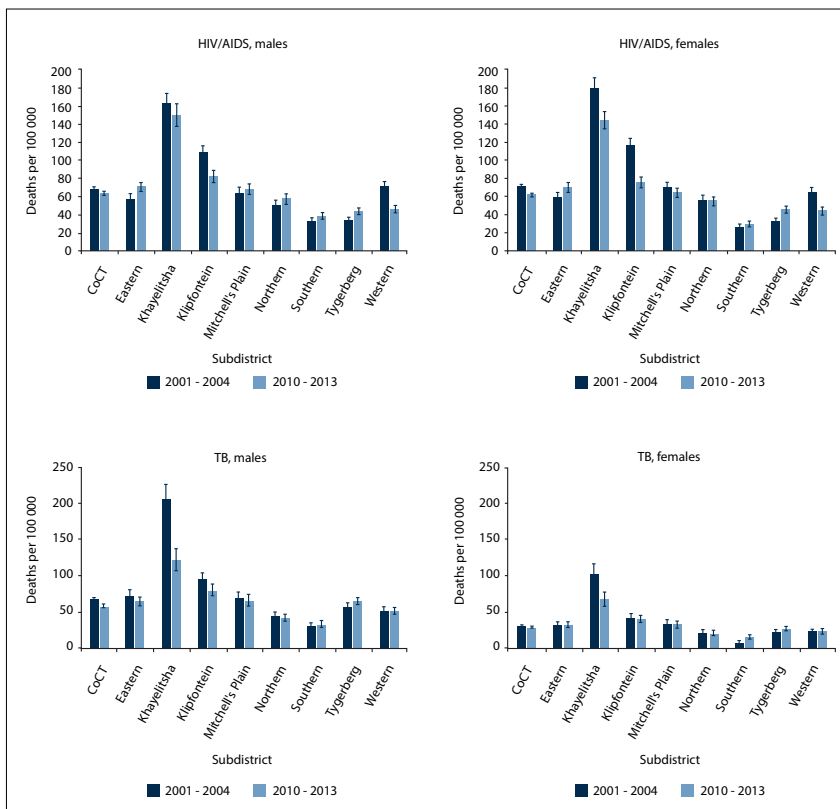 HIV/AIDS, males
Deaths per 100 000
200
180
160
140
120
100
80
60
40
20
0
CoCT
Eastern
Khayelitsha
Klipfontein
Mitchell's Plain
Northern
Southern
Tygerberg
Western
Subdistrict
2001 - 2004 2010 - 2013
HIV/AIDS, females
Deaths per 100 000
200
180
160
140
120
100
80
60
40
20
0
CoCT
Eastern
Khayelitsha
Klipfontein
Mitchell's Plain
Northern
Southern
Tygerberg
Western
Subdistrict
2001 - 2004 2010 - 2013
TB, males
Deaths per 100 000
250
200
150
100
50
0
CoCT
Eastern
Khayelitsha
Klipfontein
Mitchell's Plain
Northern
Southern
Tygerberg
Western
Subdistrict
2001 - 2004 2010 - 2013
TB, females
Deaths per 100 000
250
200
150
100
50
0
CoCT
Eastern
Khayelitsha
Klipfontein
Mitchell's Plain
Northern
Southern
Tygerberg
Western
Subdistrict
2001 - 2004 2010 - 2013